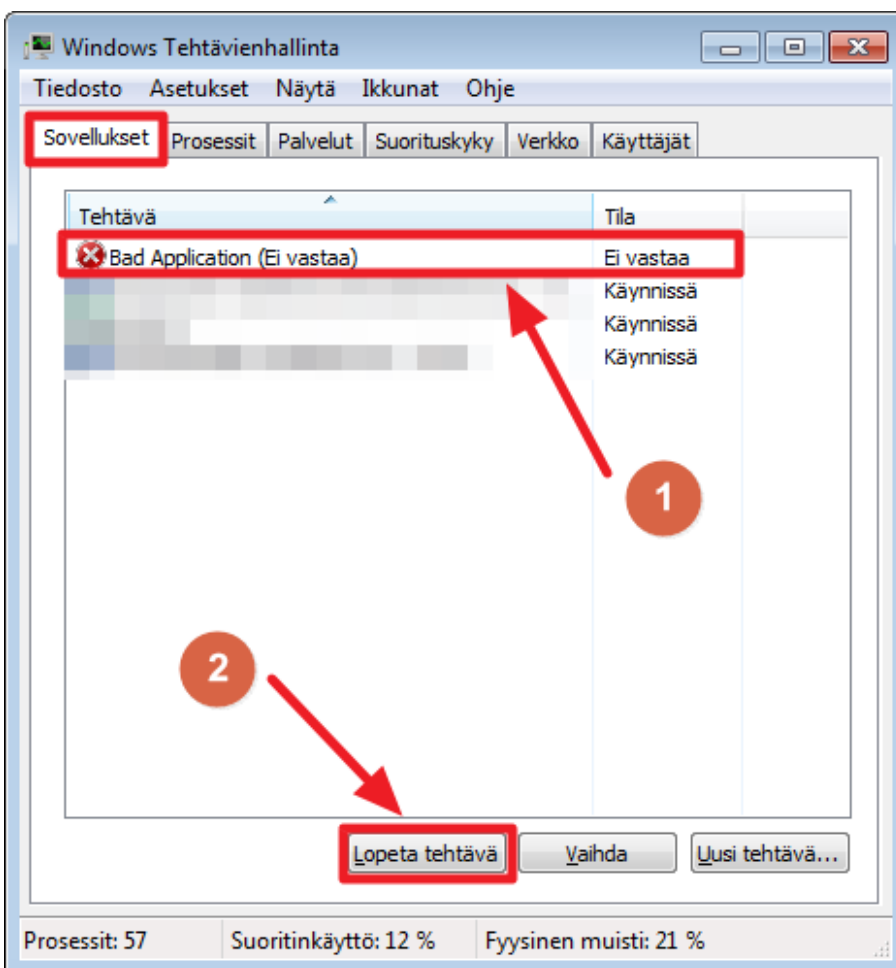 Windows Tehtävienhallinta
Tiedosto Asetukset Näytä Ikkunat Ohje
Sovellukset Prosessit Palvelut Suorituskyky Verkko Käyttäjät
Tehtävä Tila
Bad Application (Ei vastaa) Ei vastaa
Käynnissä
Käynnissä
Käynnissä
1
2
Lopeta tehtävä Vaihda Uusi tehtävä...
Prosessit: 57 Suoritinkäyttö: 12 % Fyysinen muisti: 21 %